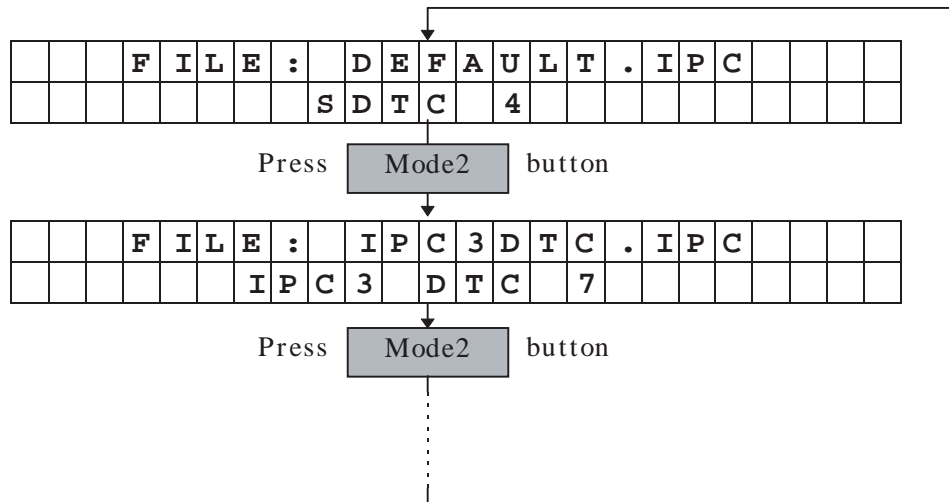 FILE: DEFAULT.IPC
SDTC 4
Press Mode2 button
FILE: IPC3DTC.IPC
IPC3 DTC 7
Press Mode2 button